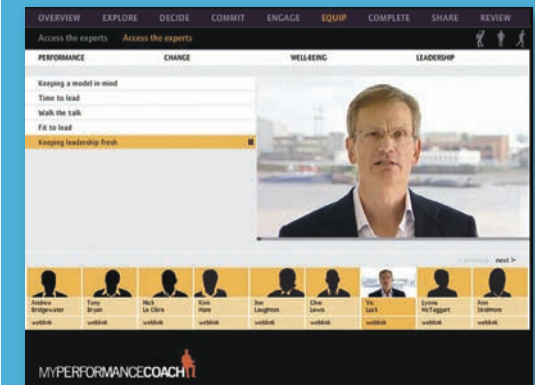 OVERVIEW EXPLORE DECIDE COMMIT ENGAGE EQUIP COMPLETE SHARE REVIEW
Access the experts Access the experts
PERFORMANCE CHANGE WELL-BEING LEADERSHIP
Keeping a model in mind
Time to lead
Walk the talk
Fit to lead
Keeping leadership fresh
< previous next >
Andrew Tony Nick Kim Jon Clive Vic Lynne Ann
Bridgewater Bryan Le Clere Hare Laughton Lewis Luck McTaggart Skidmore
weblink weblink weblink weblink weblink weblink weblink weblink weblink
MYPERFORMANCECOACH